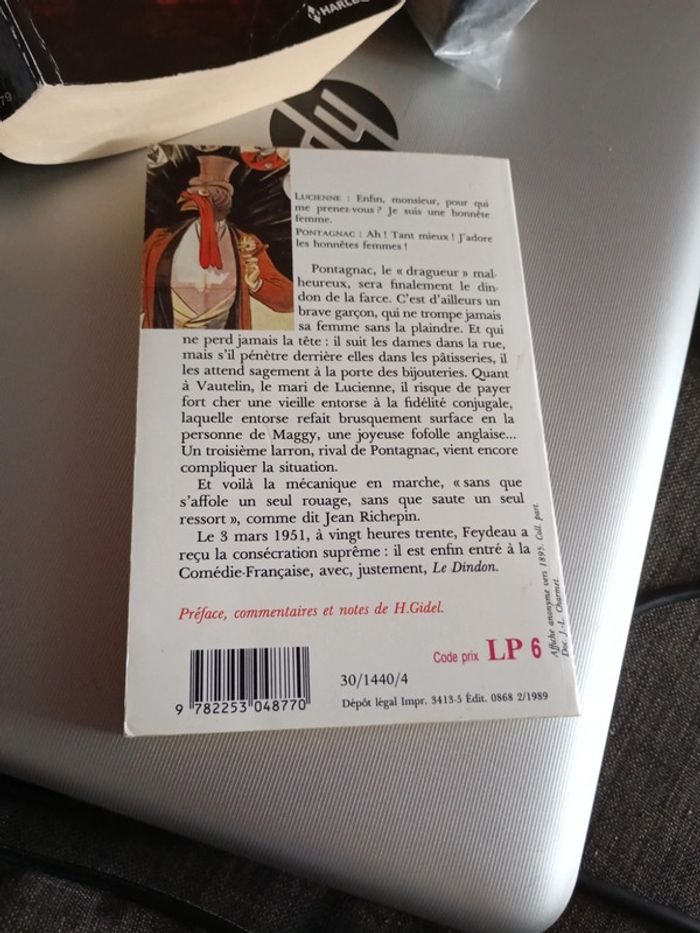 HARLEQ
79
hp
LUCIENNE : Enfin, monsieur, pour qui
me prenez-vous ? Je suis une honnête
femme.
PONTAGNAC : Ah ! Tant mieux ! J'adore
les honnêtes femmes !
Pontagnac, le « dragueur » mal-
heureux, sera finalement le din-
don de la farce. C'est d'ailleurs un
brave garçon, qui ne trompe jamais
sa femme sans la plaindre. Et qui
ne perd jamais la tête : il suit les dames dans la rue,
mais s'il pénètre derrière elles dans les pâtisseries, il
les attend sagement à la porte des bijouteries. Quant
à Vautelin, le mari de Lucienne, il risque de payer
fort cher une vieille entorse à la fidélité conjugale,
laquelle entorse refait brusquement surface en la
personne de Maggy, une joyeuse fofolle anglaise...
Un troisième larron, rival de Pontagnac, vient encore
compliquer la situation.
Et voilà la mécanique en marche, « sans que
s'affole un seul rouage, sans que saute un seul
ressort », comme dit Jean Richepin.
Le 3 mars 1951, à vingt heures trente, Feydeau a
reçu la consécration suprême : il est enfin entré à la
Comédie-Française, avec, justement, Le Dindon.
Préface, commentaires et notes de H.Gidel.
Code prix LP 6
30/1440/4
Dépôt légal Impr. 3413-5 Édit. 0868 2/1989
9 782253 048770
Affiche anonyme vers 1895. Coll. part.
Doc. J.-L. Charmet.